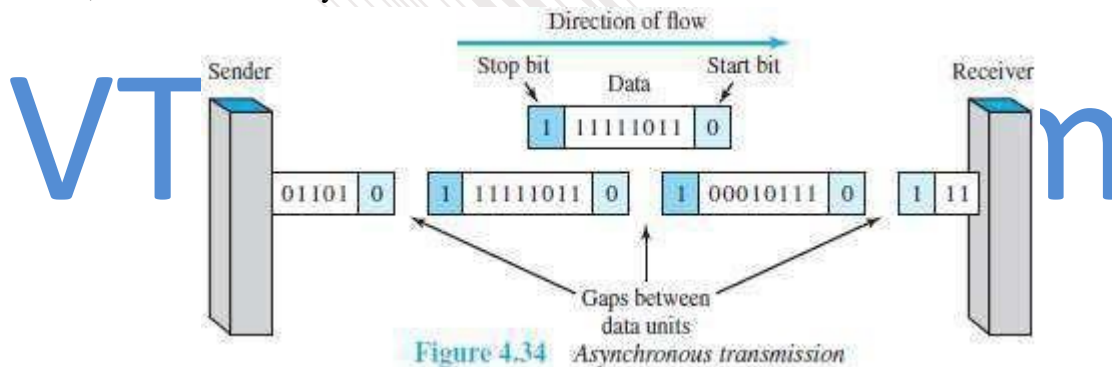 Direction of flow
Sender
Stop bit
Start bit
Receiver
Data
VT
m
1 11111011 0
01101 0
1 11111011 0
1 00010111 0
1 11
Gaps between
data units
Figure 4.34 Asynchronous transmission